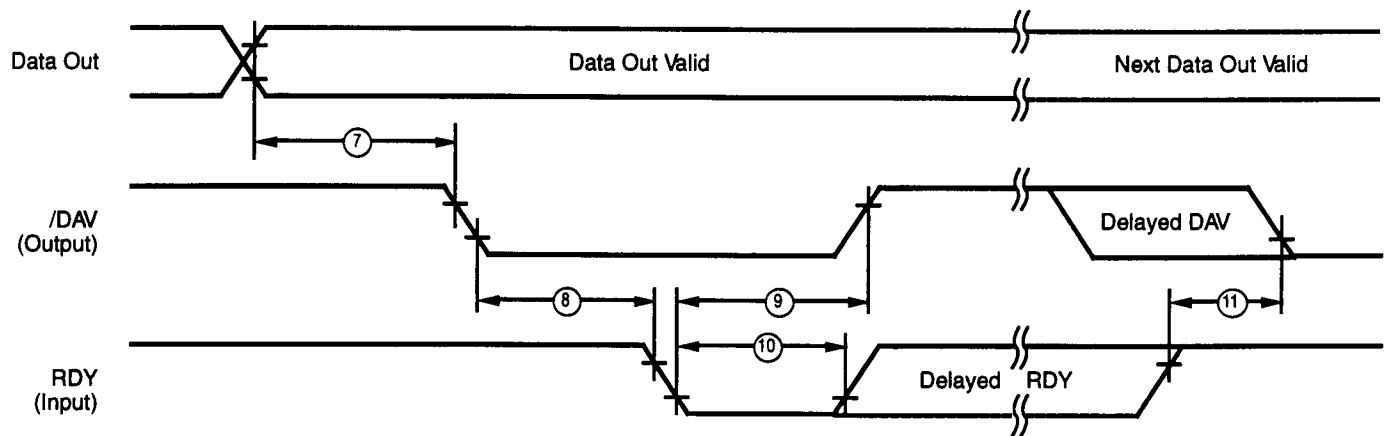 Data Out
Data Out Valid
Next Data Out Valid
7
/DAV
(Output)
Delayed DAV
8
9
11
10
RDY
(Input)
Delayed RDY